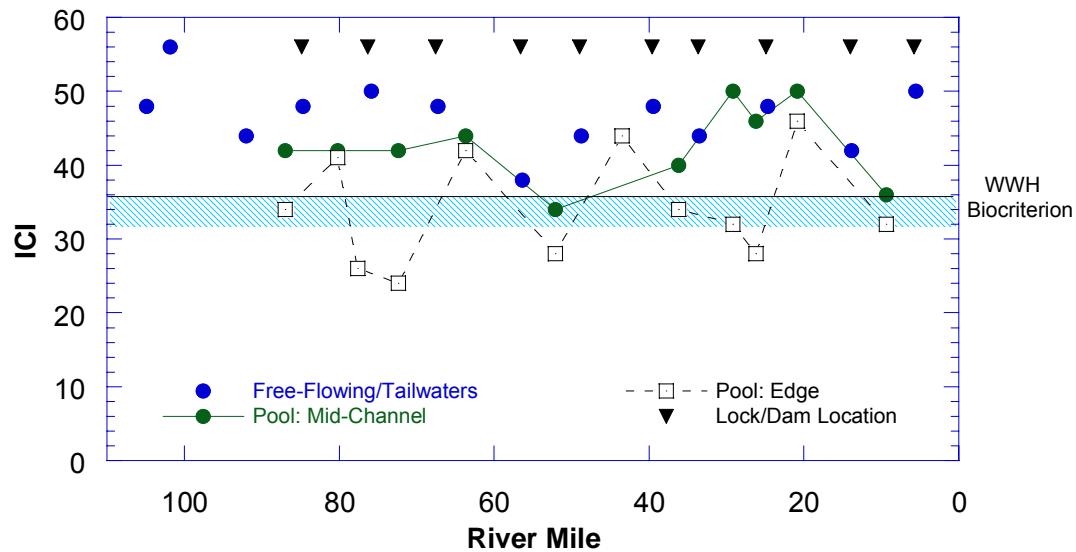 60
50
40
30
20
10
0
ICI
WWH
Biocriterion
Free-Flowing/Tailwaters
Pool: Mid-Channel
Pool: Edge
Lock/Dam Location
100 80 60 40 20 0
River Mile